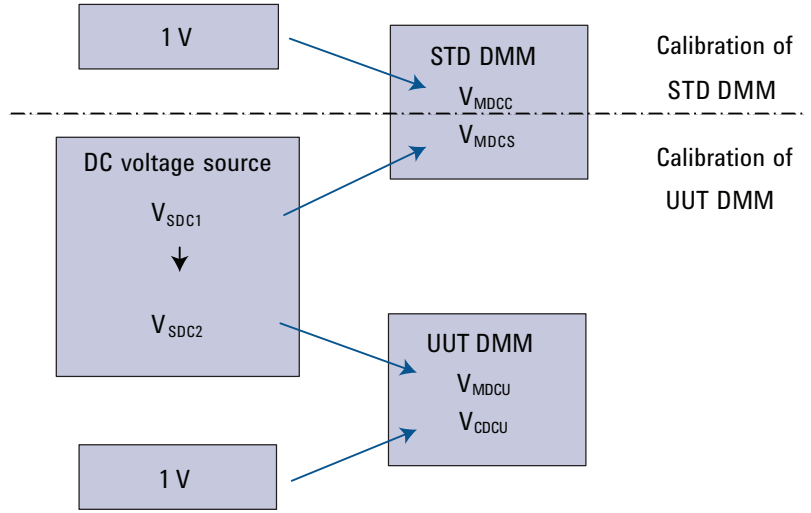 1 V
STD DMM
V_MDCC
V_MDCS
Calibration of
STD DMM
Calibration of
UUT DMM
DC voltage source
V_SDC1
V_SDC2
UUT DMM
V_MDCU
V_CDCU
1 V